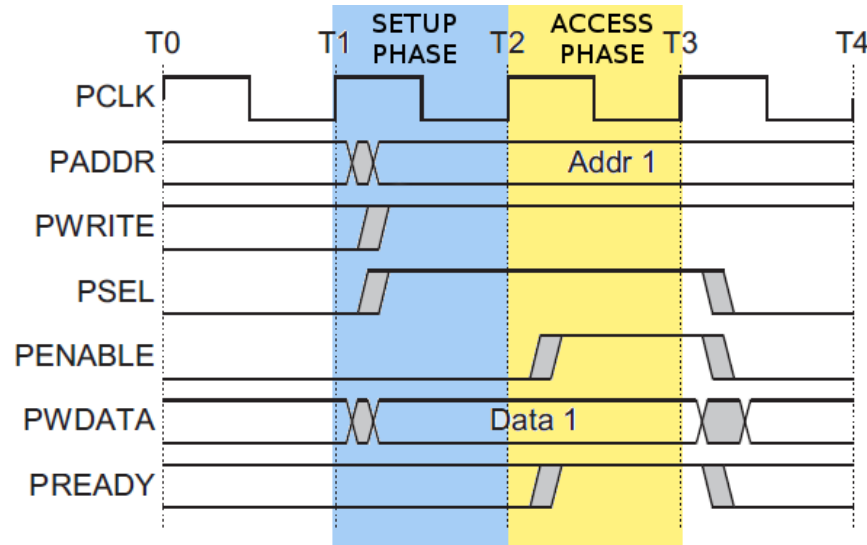 SETUP PHASE
ACCESS PHASE
T0 T1 T2 T3 T4
PCLK
PADDR Addr 1
PWRITE
PSEL
PENABLE
PWDATA Data 1
PREADY